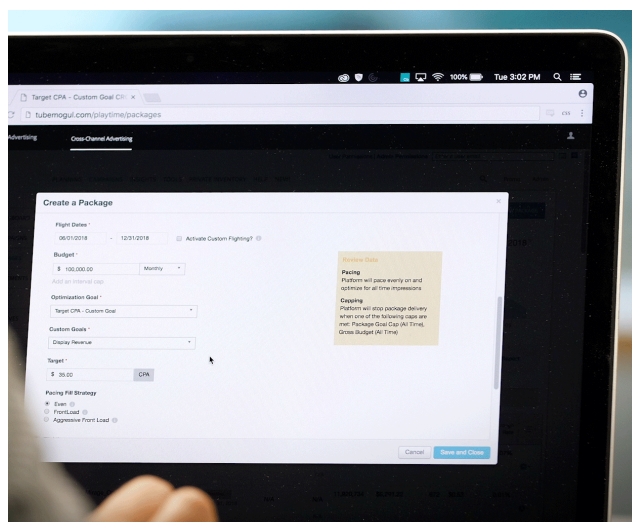 100% Tue 3:02 PM
Target CPA - Custom Goal
tubemogul.com/playtime/packages
Advertising Cross-Channel Advertising
Create a Package
Flight Dates *
06/01/2018 - 12/31/2018 Activate Custom Flighting?
Budget *
$ 100,000.00 Monthly
Add an interval cap
Optimization Goal *
Target CPA - Custom Goal
Custom Goals *
Display Revenue
Target *
$ 35.00 CPA
Pacing Fill Strategy
Even
FrontLoad
Aggressive Front Load
Review Data
Pacing
Platform will pace evenly on and
optimize for all time impressions
Capping
Platform will stop package delivery
when one of the following caps are
met: Package Goal Cap (All Time),
Gross Budget (All Time)
Cancel Save and Close